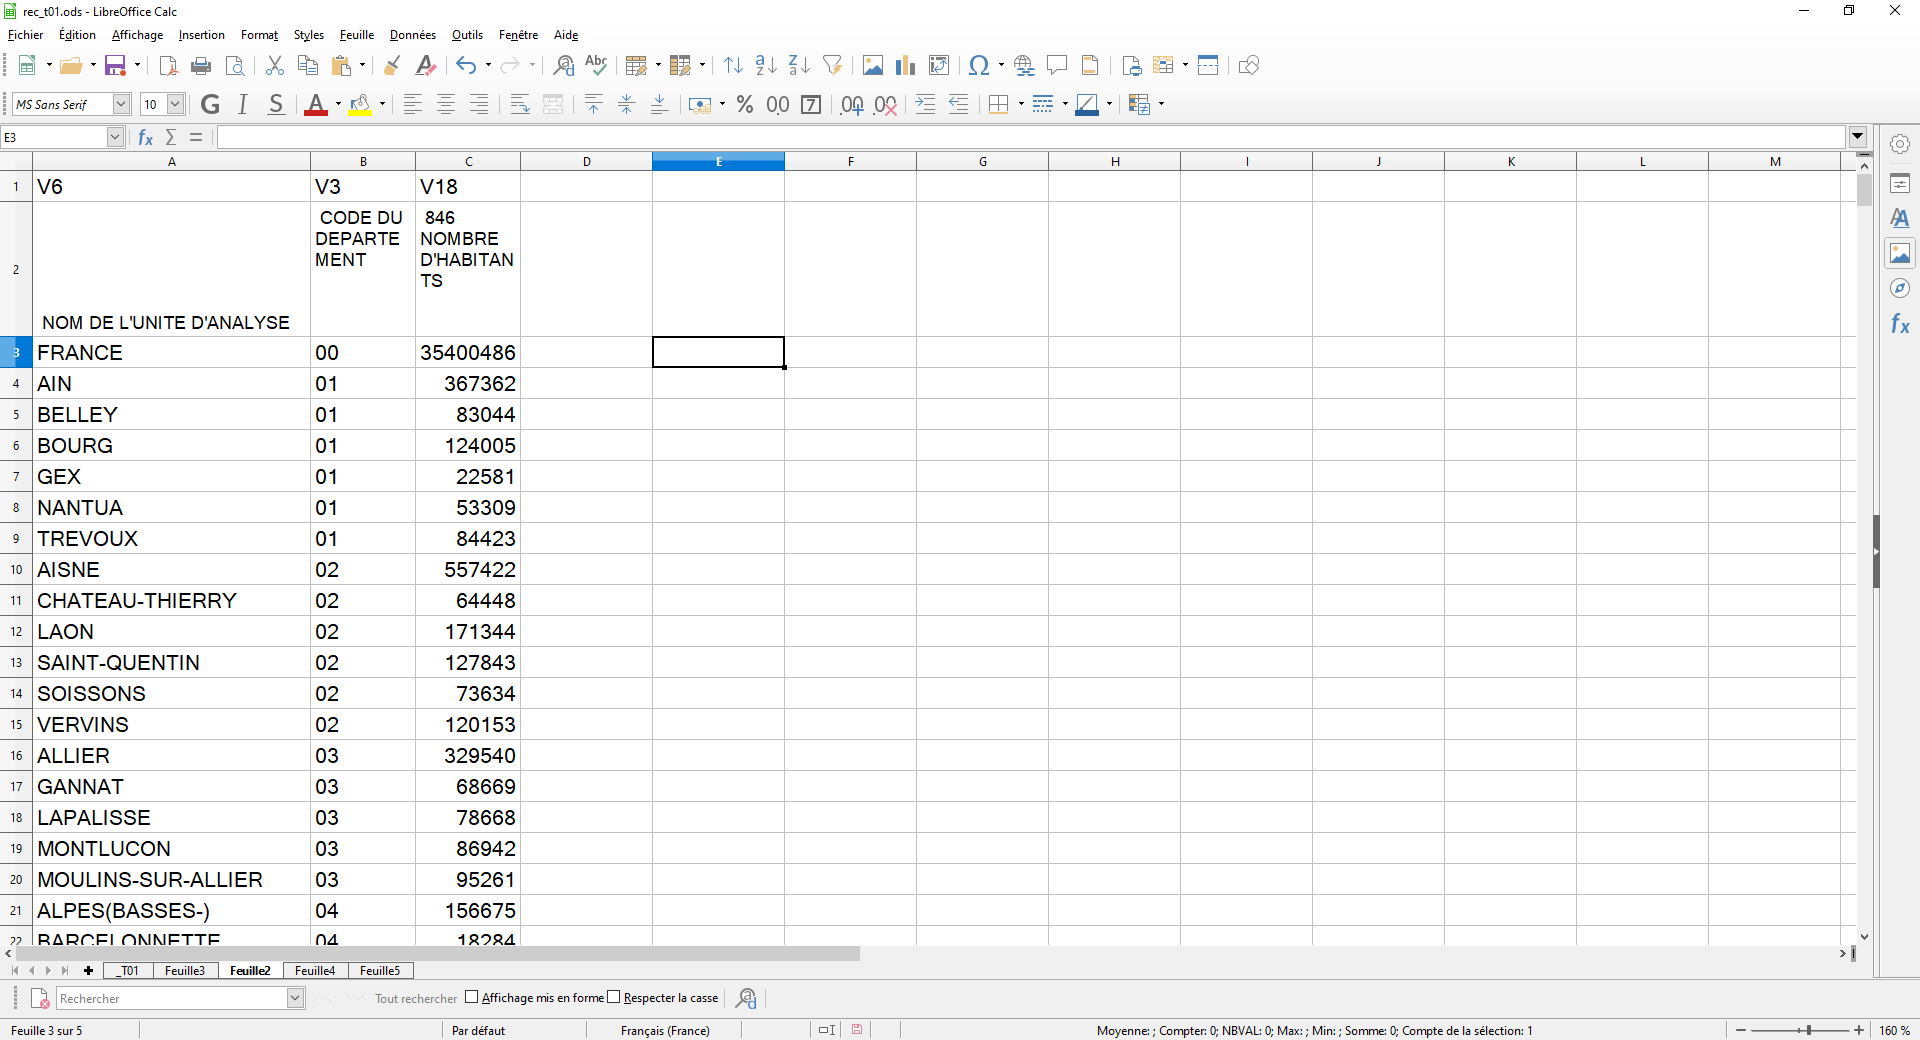 rec_t01.ods - LibreOffice Calc
Fichier Édition Affichage Insertion Format Styles Feuille Données Outils Fenêtre Aide
MS Sans Serif 10 G I S
E3
A B C D E F G H I J K L M
1 V6 V3 V18
2 NOM DE L'UNITE D'ANALYSE
CODE DU
DEPARTE
MENT
846
NOMBRE
D'HABITAN
TS
3 FRANCE 00 35400486
4 AIN 01 367362
5 BELLEY 01 83044
6 BOURG 01 124005
7 GEX 01 22581
8 NANTUA 01 53309
9 TREVOUX 01 84423
10 AISNE 02 557422
11 CHATEAU-THIERRY 02 64448
12 LAON 02 171344
13 SAINT-QUENTIN 02 127843
14 SOISSONS 02 73634
15 VERVINS 02 120153
16 ALLIER 03 329540
17 GANNAT 03 68669
18 LAPALISSE 03 78668
19 MONTLUCON 03 86942
20 MOULINS-SUR-ALLIER 03 95261
21 ALPES(BASSES-) 04 156675
22 BARCELONNETTE 04 18284
_T01 Feuille3 Feuille2 Feuille4 Feuille5
Rechercher Tout rechercher Affichage mis en forme Respecter la casse
Feuille 3 sur 5 Par défaut Français (France) Moyenne: ; Compter: 0; NBVAL: 0; Max: ; Min: ; Somme: 0; Compte de la sélection: 1 160 %